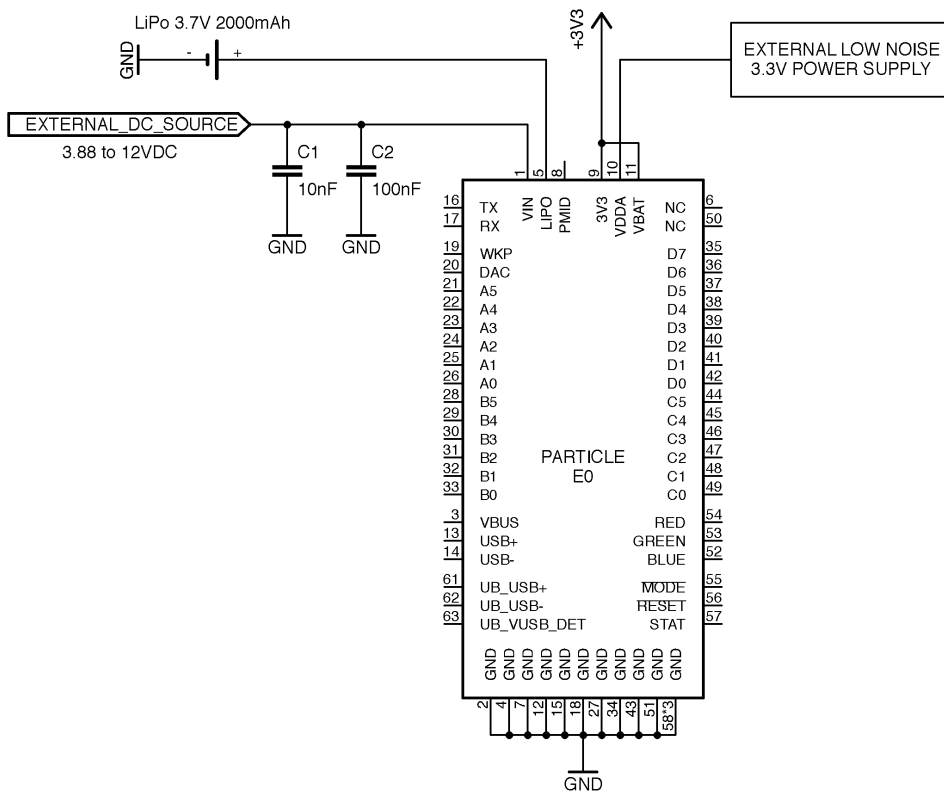 LiPo 3.7V 2000mAh
GND
-
+
+3V3
EXTERNAL LOW NOISE
3.3V POWER SUPPLY
EXTERNAL_DC_SOURCE
3.88 to 12VDC
C1
10nF
GND
C2
100nF
GND
1
5
8
9
10
11
VIN
LIPO
PMID
3V3
VDDA
VBAT
16 TX
17 RX
19 WKP
20 DAC
21 A5
22 A4
23 A3
24 A2
25 A1
26 A0
28 B5
29 B4
30 B3
31 B2
32 B1
33 B0
3 VBUS
13 USB+
14 USB-
61 UB_USB+
62 UB_USB-
63 UB_VUSB_DET
PARTICLE
E0
NC 6
NC 50
D7 35
D6 36
D5 37
D4 38
D3 39
D2 40
D1 41
D0 42
C5 44
C4 45
C3 46
C2 47
C1 48
C0 49
RED 54
GREEN 53
BLUE 52
MODE 55
RESET 56
STAT 57
GND
GND
GND
GND
GND
GND
GND
GND
GND
GND
GND
2
4
7
12
15
18
27
34
43
51
58*3
GND